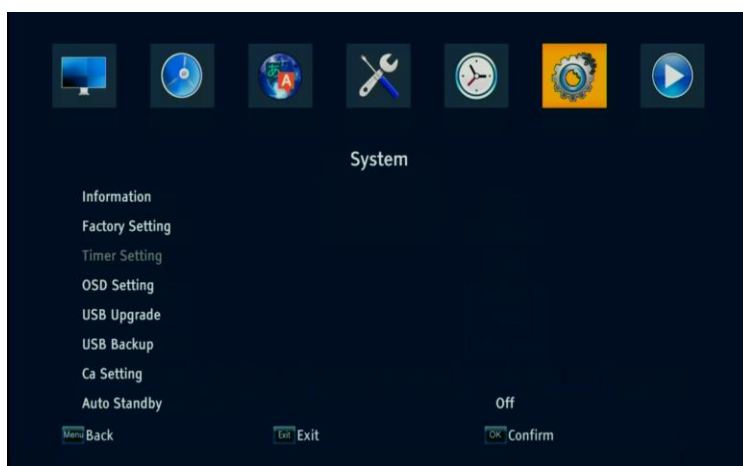 あ
A
System
Information
Factory Setting
Timer Setting
OSD Setting
USB Upgrade
USB Backup
Ca Setting
Auto Standby Off
Menu Back Exit Exit OK Confirm